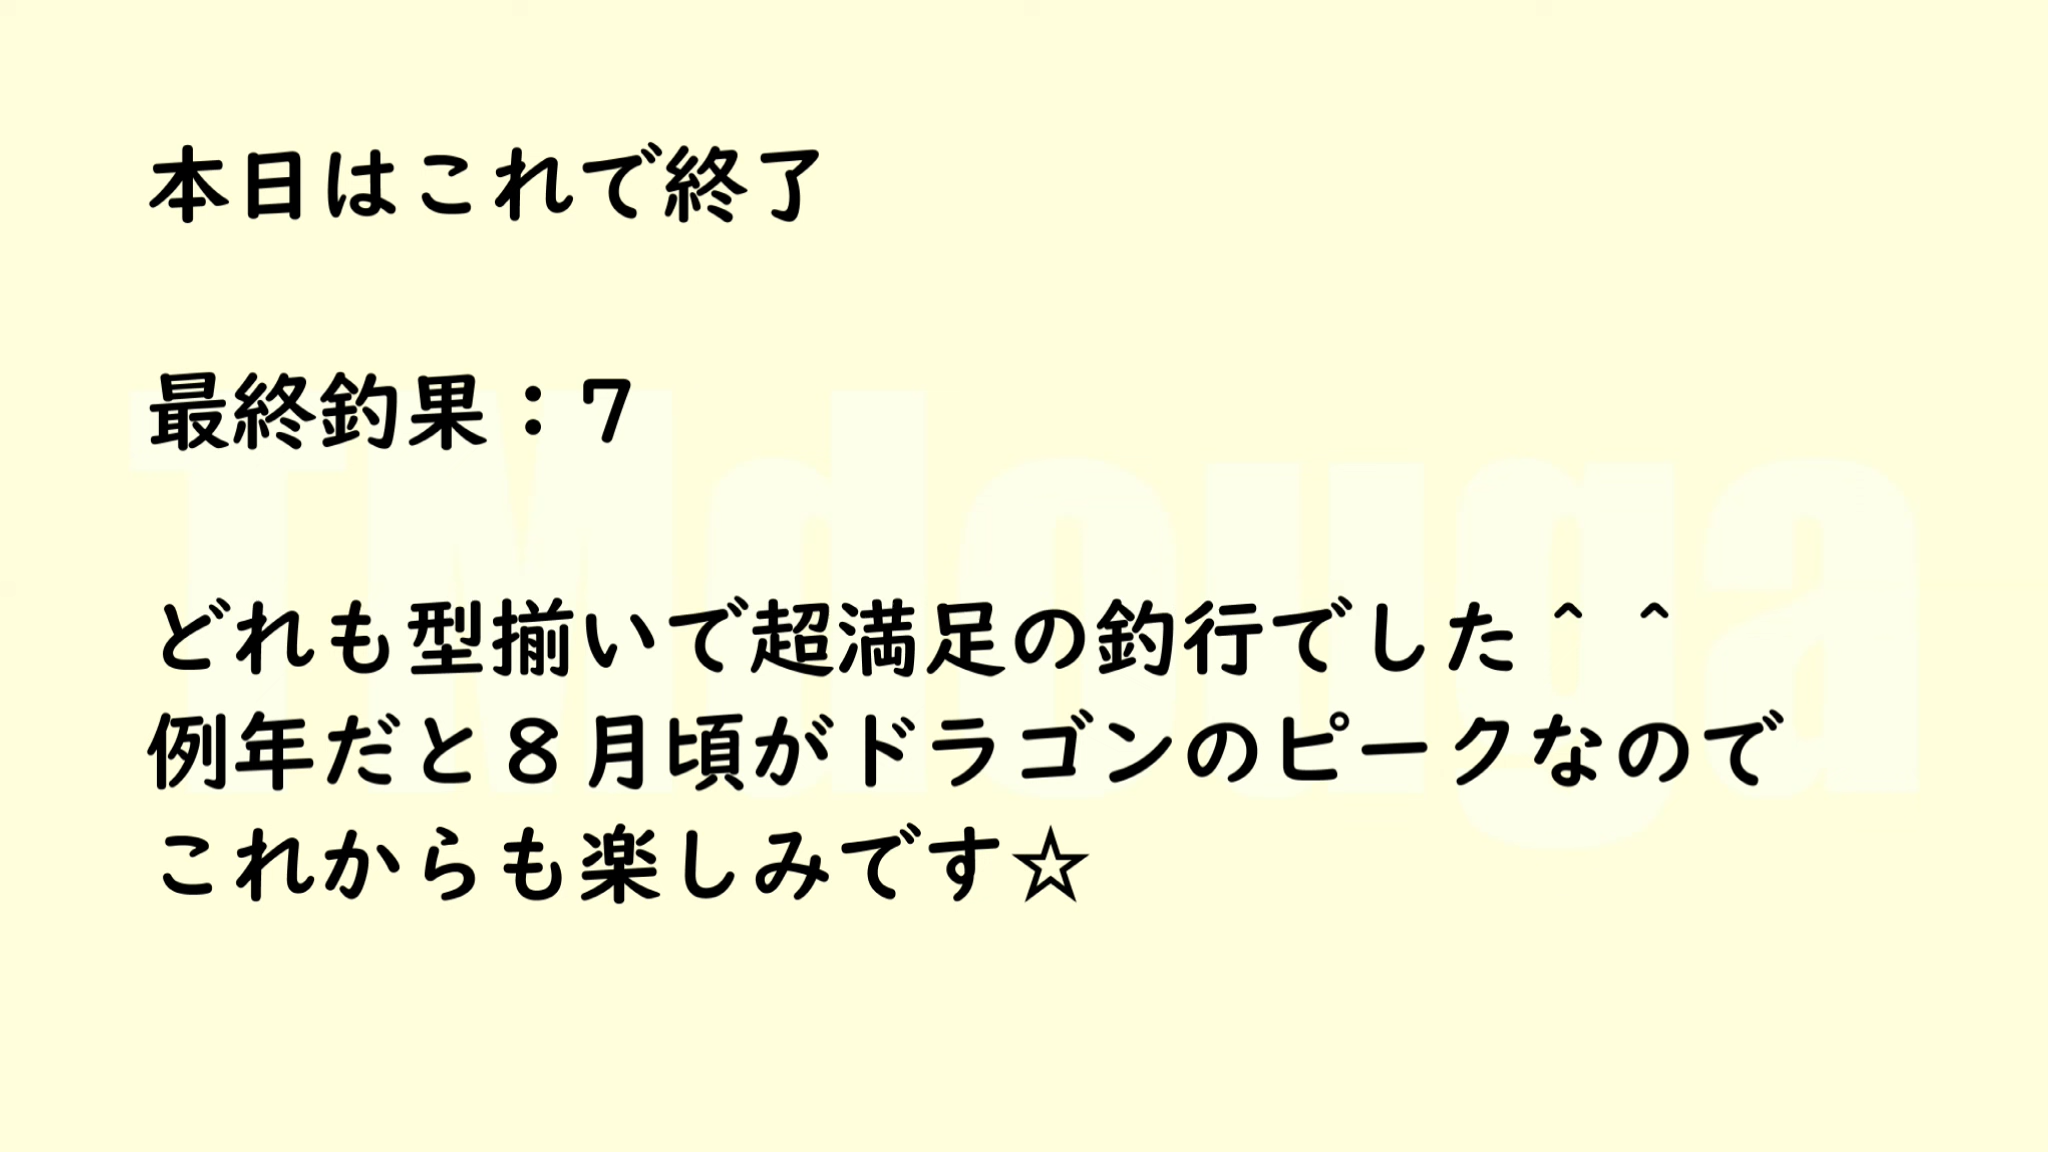 本日はこれで終了
最終釣果：７
TMdouga
どれも型揃いで超満足の釣行でした＾ ＾
例年だと８月頃がドラゴンのピークなので
これからも楽しみです☆